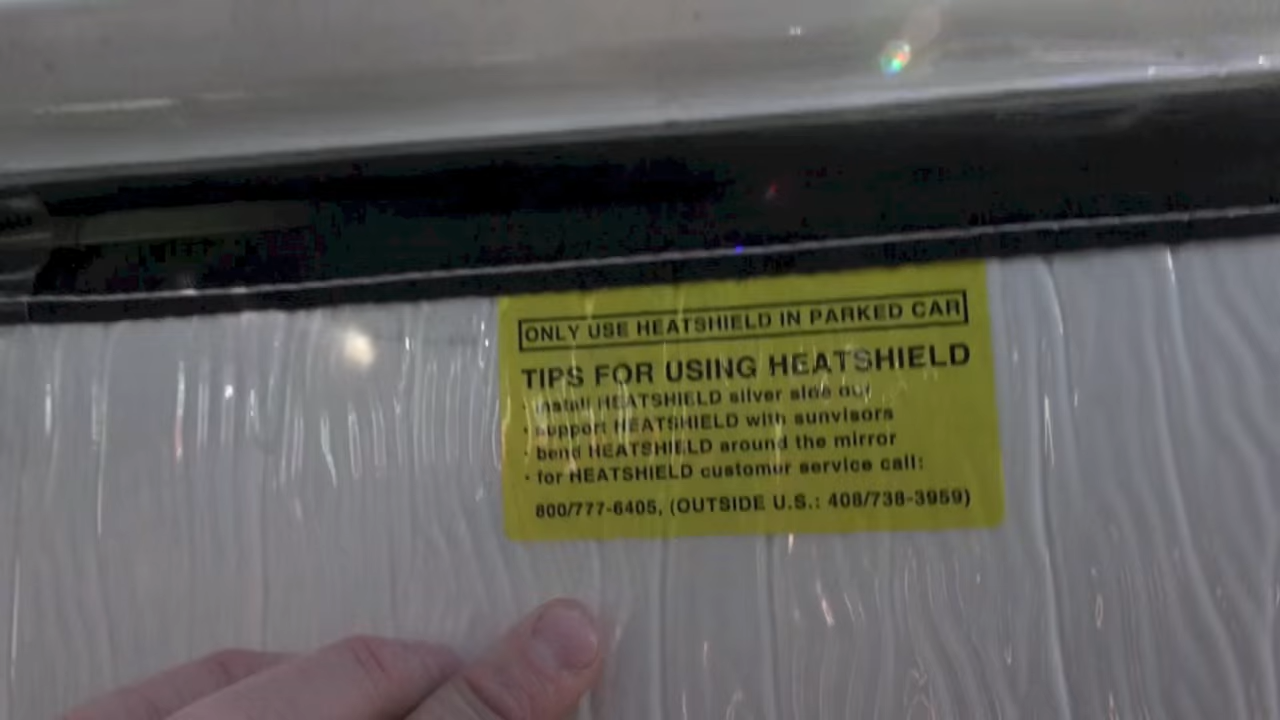 ONLY USE HEATSHIELD IN PARKED CAR
TIPS FOR USING HEATSHIELD
· install HEATSHIELD silver side out
· support HEATSHIELD with sunvisors
· bend HEATSHIELD around the mirror
· for HEATSHIELD customer service call:
800/777-6405, (OUTSIDE U.S.: 408/738-3959)